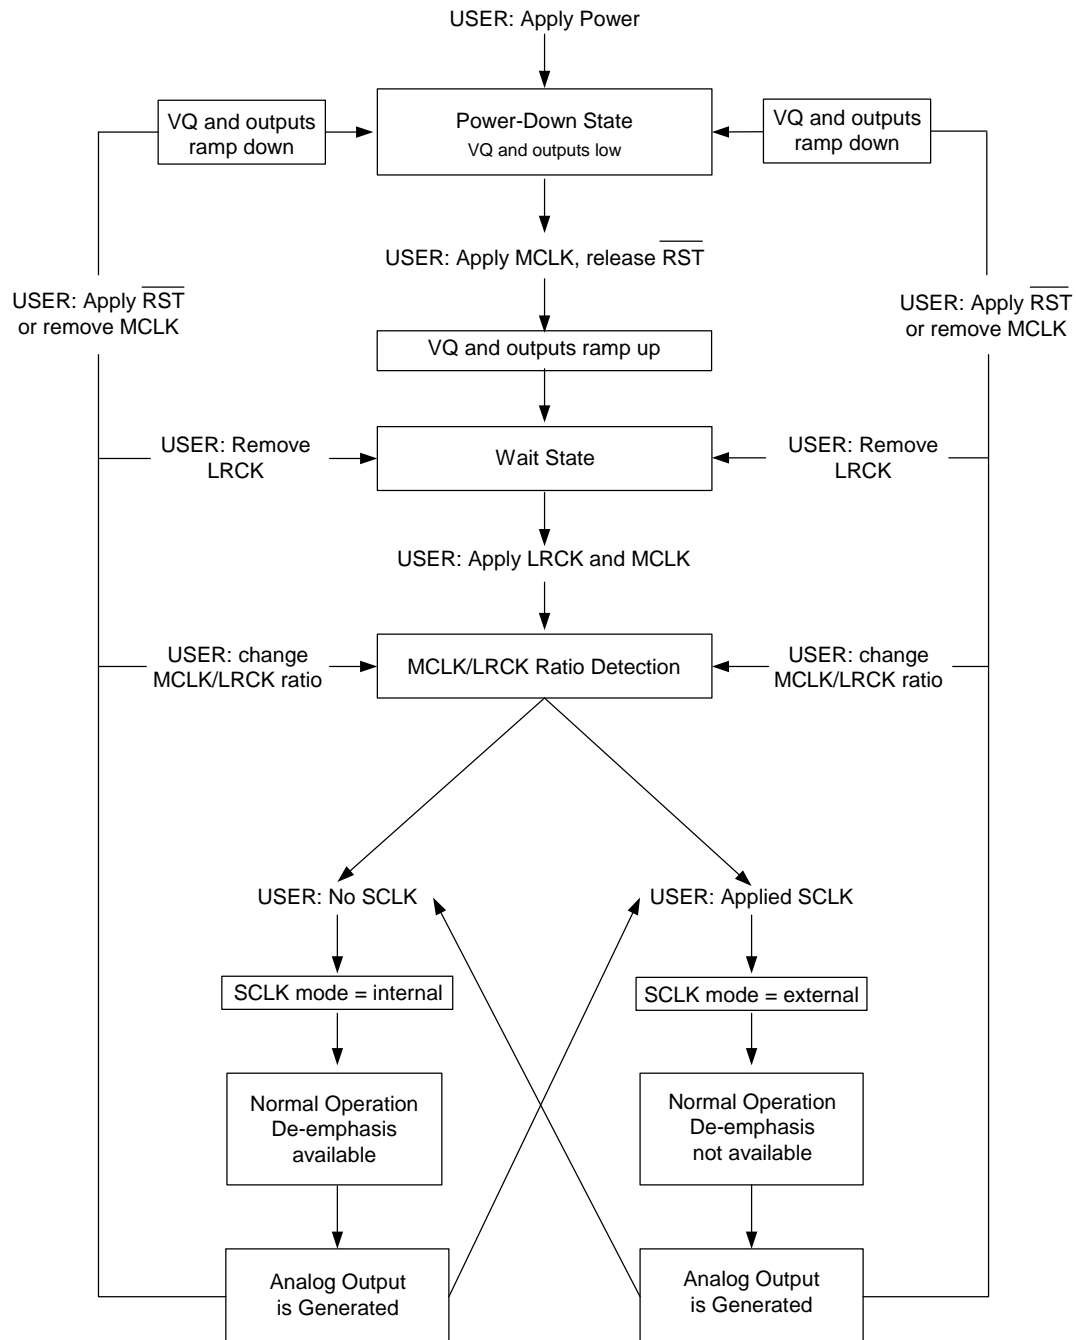 USER: Apply Power
VQ and outputs
ramp down
Power-Down State
VQ and outputs low
VQ and outputs
ramp down
USER: Apply MCLK, release R̅S̅T̅
USER: Apply R̅S̅T̅
or remove MCLK
USER: Apply R̅S̅T̅
or remove MCLK
VQ and outputs ramp up
USER: Remove
LRCK
Wait State
USER: Remove
LRCK
USER: Apply LRCK and MCLK
USER: change
MCLK/LRCK ratio
MCLK/LRCK Ratio Detection
USER: change
MCLK/LRCK ratio
USER: No SCLK
USER: Applied SCLK
SCLK mode = internal
SCLK mode = external
Normal Operation
De-emphasis
available
Normal Operation
De-emphasis
not available
Analog Output
is Generated
Analog Output
is Generated